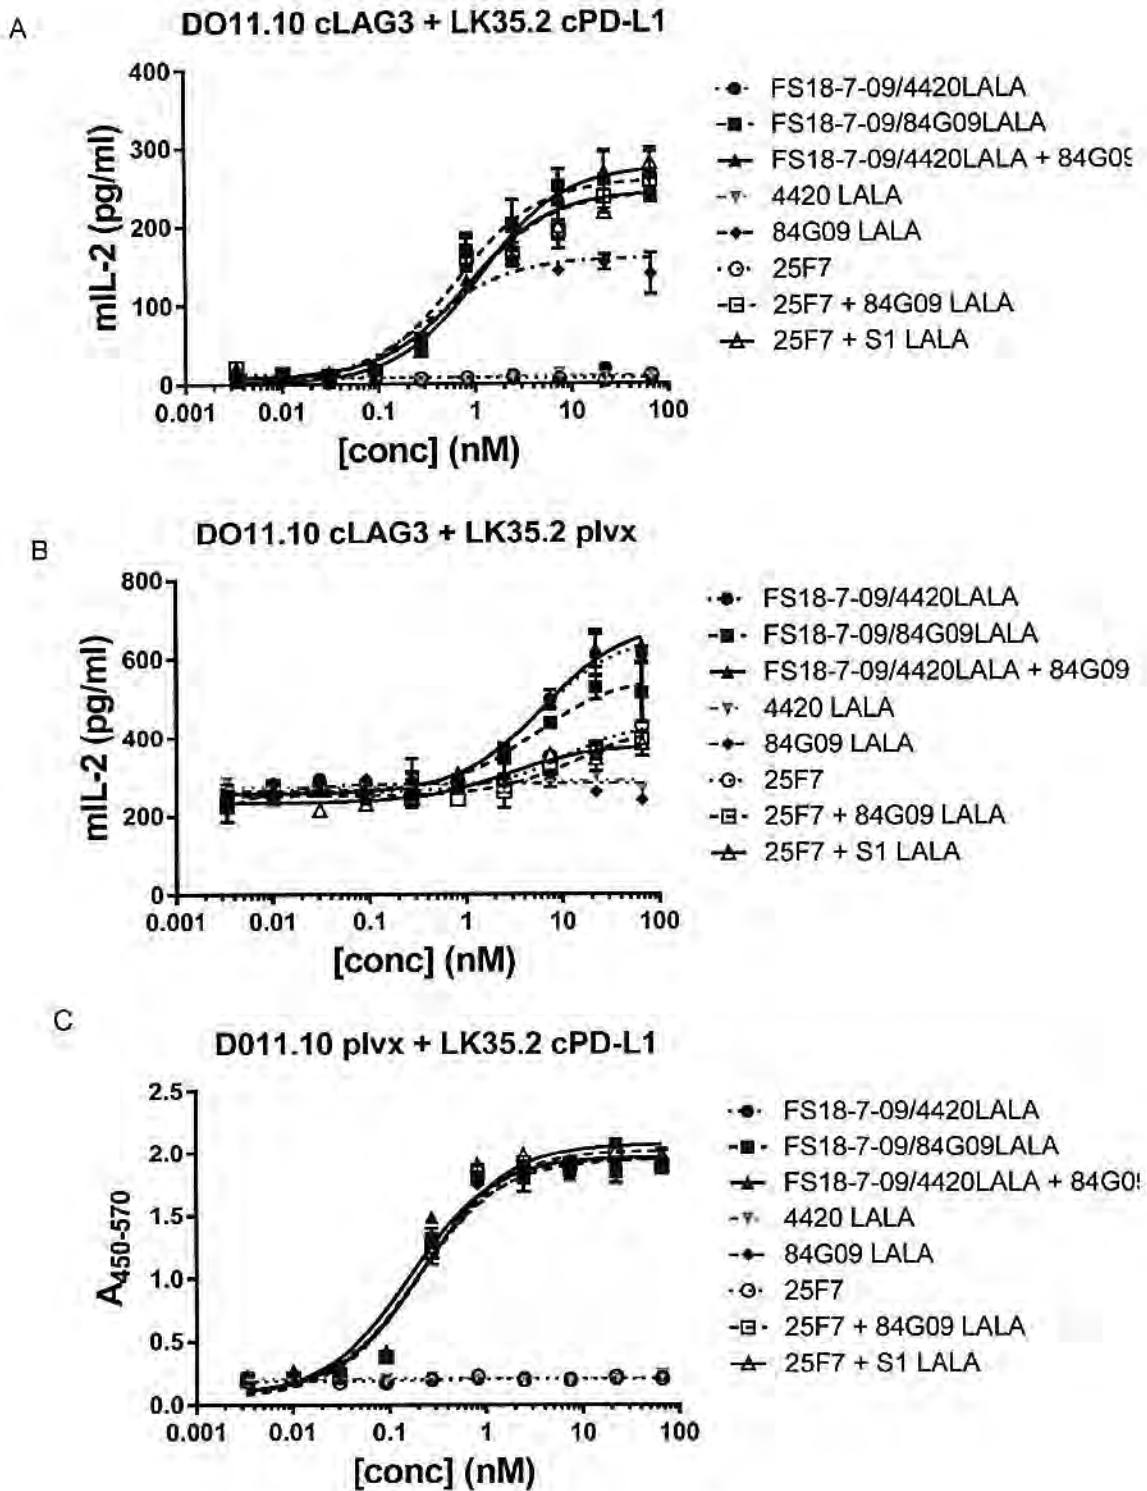 A
DO11.10 cLAG3 + LK35.2 cPD-L1
400
300
200
100
0
mIL-2 (pg/ml)
0.001 0.01 0.1 1 10 100
[conc] (nM)
FS18-7-09/4420LALA
FS18-7-09/84G09LALA
FS18-7-09/4420LALA + 84G09
4420 LALA
84G09 LALA
25F7
25F7 + 84G09 LALA
25F7 + S1 LALA
B
DO11.10 cLAG3 + LK35.2 plvx
800
600
400
200
0
mIL-2 (pg/ml)
0.001 0.01 0.1 1 10 100
[conc] (nM)
FS18-7-09/4420LALA
FS18-7-09/84G09LALA
FS18-7-09/4420LALA + 84G09
4420 LALA
84G09 LALA
25F7
25F7 + 84G09 LALA
25F7 + S1 LALA
C
D011.10 plvx + LK35.2 cPD-L1
2.5
2.0
1.5
1.0
0.5
0.0
A450-570
0.001 0.01 0.1 1 10 100
[conc] (nM)
FS18-7-09/4420LALA
FS18-7-09/84G09LALA
FS18-7-09/4420LALA + 84G0
4420 LALA
84G09 LALA
25F7
25F7 + 84G09 LALA
25F7 + S1 LALA